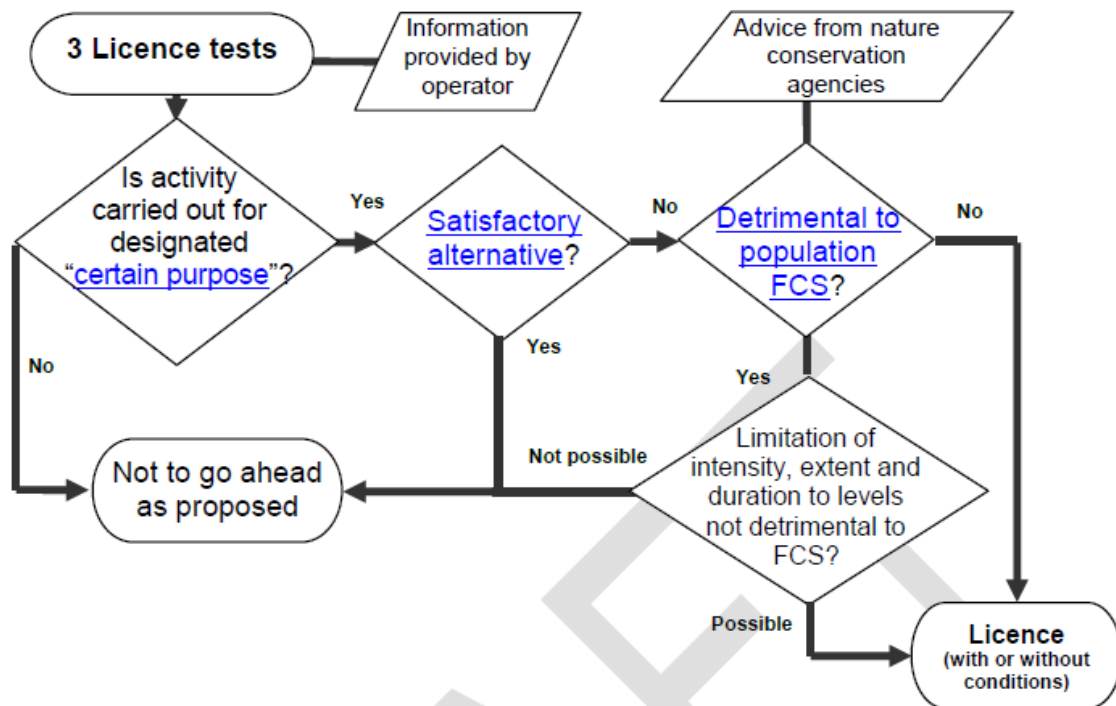 3 Licence tests
Information
provided by
operator
Advice from nature
conservation
agencies
Is activity
carried out for
designated
“certain purpose”?
Yes
Satisfactory
alternative?
No
Detrimental to
population
FCS?
No
No
Yes
Yes
Not to go ahead
as proposed
Not possible
Limitation of
intensity, extent and
duration to levels
not detrimental to
FCS?
Possible
Licence
(with or without
conditions)